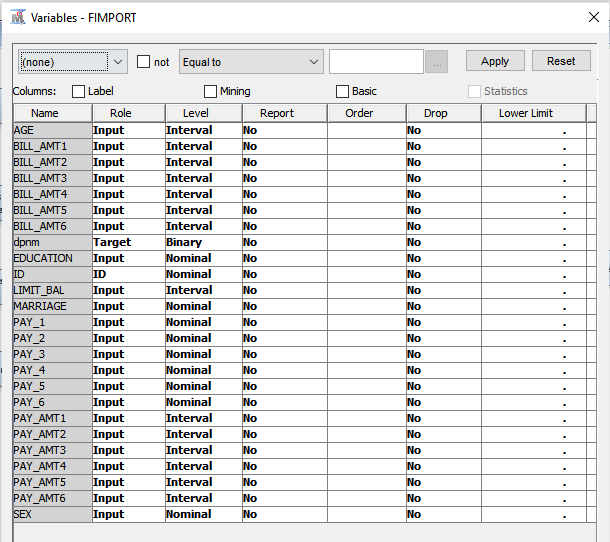 Variables - FIMPORT
(none) not Equal to ... Apply Reset
Columns: Label Mining Basic Statistics
Name Role Level Report Order Drop Lower Limit
AGE Input Interval No No .
BILL_AMT1 Input Interval No No .
BILL_AMT2 Input Interval No No .
BILL_AMT3 Input Interval No No .
BILL_AMT4 Input Interval No No .
BILL_AMT5 Input Interval No No .
BILL_AMT6 Input Interval No No .
dpnm Target Binary No No .
EDUCATION Input Nominal No No .
ID ID Nominal No No .
LIMIT_BAL Input Interval No No .
MARRIAGE Input Nominal No No .
PAY_1 Input Nominal No No .
PAY_2 Input Nominal No No .
PAY_3 Input Nominal No No .
PAY_4 Input Nominal No No .
PAY_5 Input Nominal No No .
PAY_6 Input Nominal No No .
PAY_AMT1 Input Interval No No .
PAY_AMT2 Input Interval No No .
PAY_AMT3 Input Interval No No .
PAY_AMT4 Input Interval No No .
PAY_AMT5 Input Interval No No .
PAY_AMT6 Input Interval No No .
SEX Input Nominal No No .